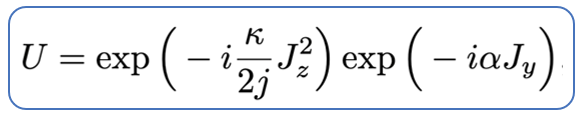 U = exp ( − i κ/2j J_z^2 ) exp ( − iαJ_y )